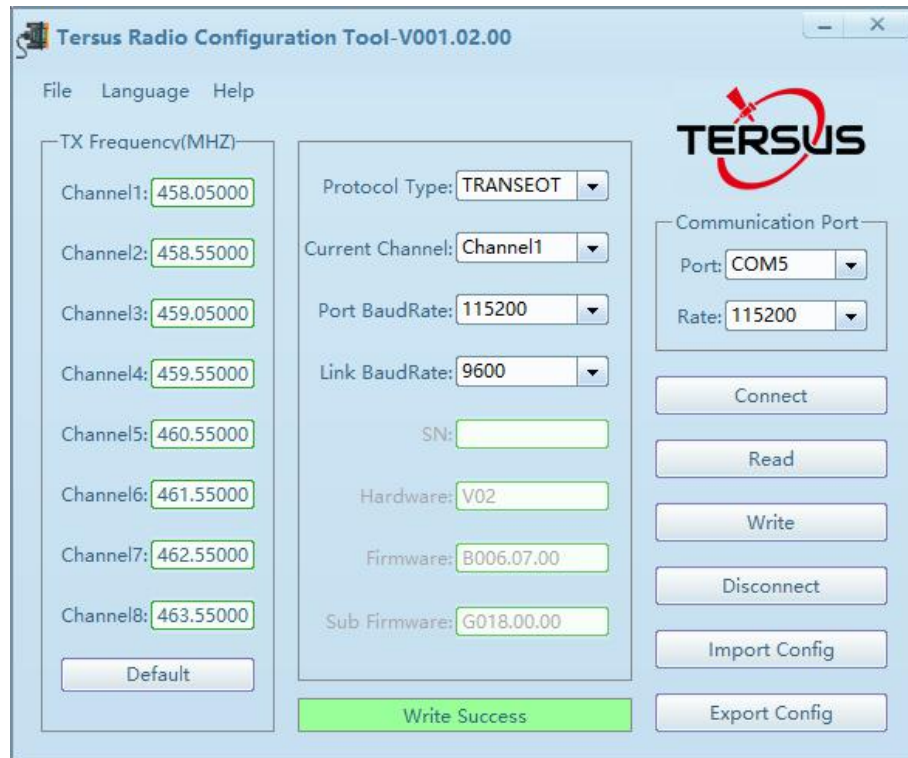 Tersus Radio Configuration Tool-V001.02.00
File Language Help
TERSUS
TX Frequency(MHZ)
Channel1: 458.05000
Channel2: 458.55000
Channel3: 459.05000
Channel4: 459.55000
Channel5: 460.55000
Channel6: 461.55000
Channel7: 462.55000
Channel8: 463.55000
Default
Protocol Type: TRANSEOT
Current Channel: Channel1
Port BaudRate: 115200
Link BaudRate: 9600
SN:
Hardware: V02
Firmware: B006.07.00
Sub Firmware: G018.00.00
Write Success
Communication Port
Port: COM5
Rate: 115200
Connect
Read
Write
Disconnect
Import Config
Export Config